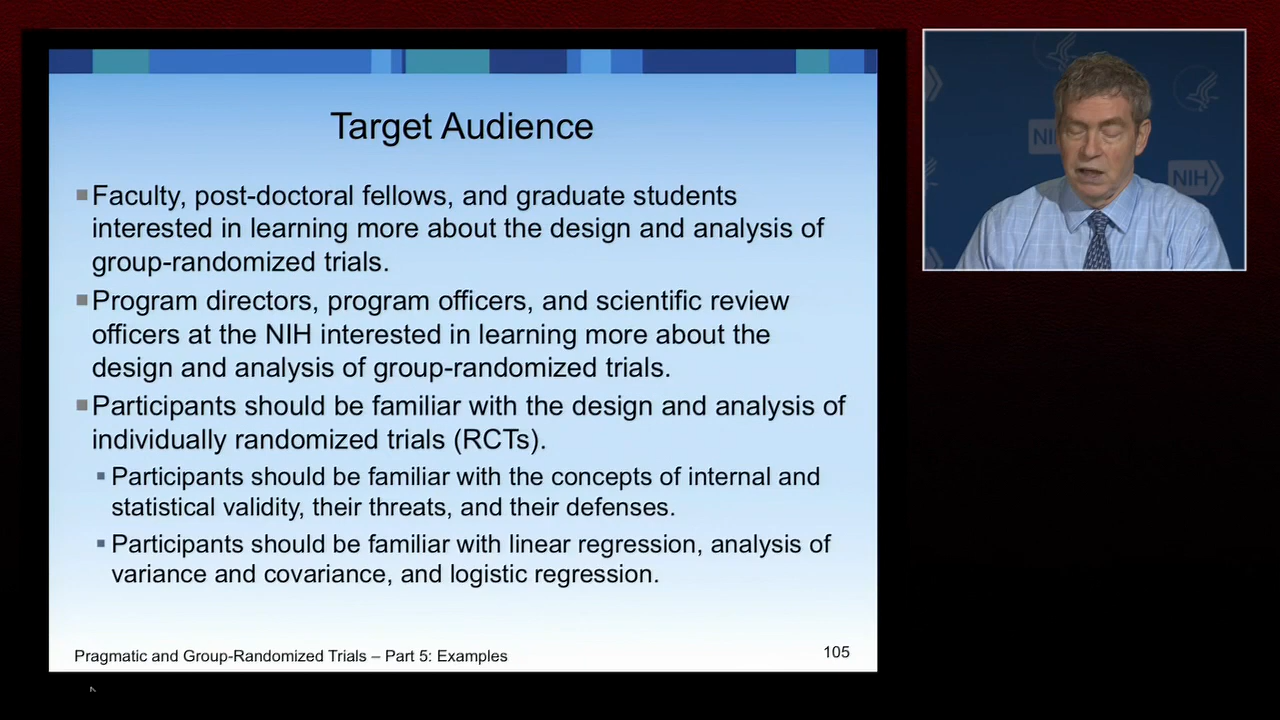 Target Audience
Faculty, post-doctoral fellows, and graduate students
interested in learning more about the design and analysis of
group-randomized trials.
Program directors, program officers, and scientific review
officers at the NIH interested in learning more about the
design and analysis of group-randomized trials.
Participants should be familiar with the design and analysis of
individually randomized trials (RCTs).
Participants should be familiar with the concepts of internal and
statistical validity, their threats, and their defenses.
Participants should be familiar with linear regression, analysis of
variance and covariance, and logistic regression.
Pragmatic and Group-Randomized Trials – Part 5: Examples
105
NIH